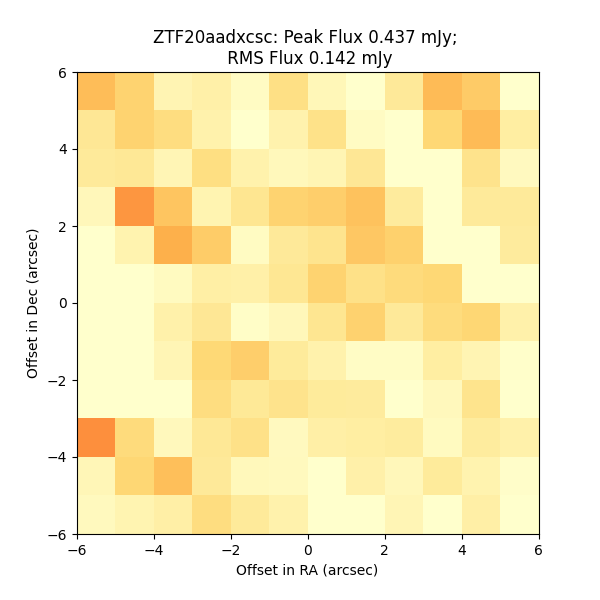 ZTF20aadxcsc: Peak Flux 0.437 mJy;
RMS Flux 0.142 mJy
6
4
2
0
−2
−4
−6
Offset in Dec (arcsec)
−6 −4 −2 0 2 4 6
Offset in RA (arcsec)